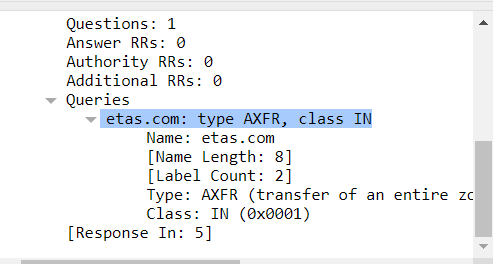 Questions: 1
Answer RRs: 0
Authority RRs: 0
Additional RRs: 0
Queries
etas.com: type AXFR, class IN
Name: etas.com
[Name Length: 8]
[Label Count: 2]
Type: AXFR (transfer of an entire
Class: IN (0x0001)
[Response In: 5]